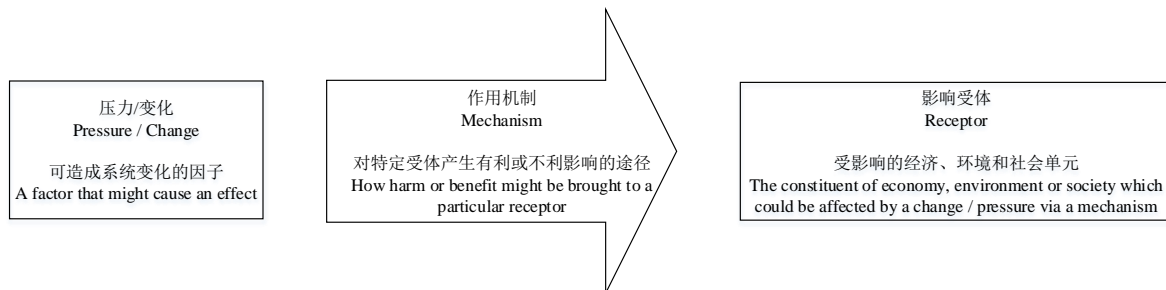 压力/变化
Pressure / Change
可造成系统变化的因子
A factor that might cause an effect
作用机制
Mechanism
对特定受体产生有利或不利影响的途径
How harm or benefit might be brought to a
particular receptor
影响受体
Receptor
受影响的经济、环境和社会单元
The constituent of economy, environment or society which
could be affected by a change / pressure via a mechanism